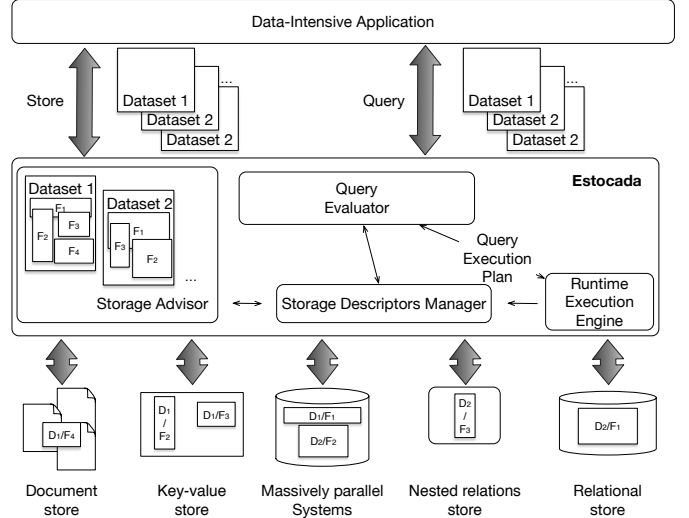 Data-Intensive Application
Store
Dataset 1
...
Dataset 2
Dataset 2
Query
Dataset 1
...
Dataset 2
Dataset 2
Estocada
Dataset 1
F1
F2
F3
F4
Dataset 2
F1
F3
F2
...
Storage Advisor
Query
Evaluator
Query
Execution
Plan
Storage Descriptors Manager
Runtime
Execution
Engine
D1/F4
D1
/
F2
D1/F3
D1/F1
D2/F2
D2
/
F3
D2/F1
Document
store
Key-value
store
Massively parallel
Systems
Nested relations
store
Relational
store